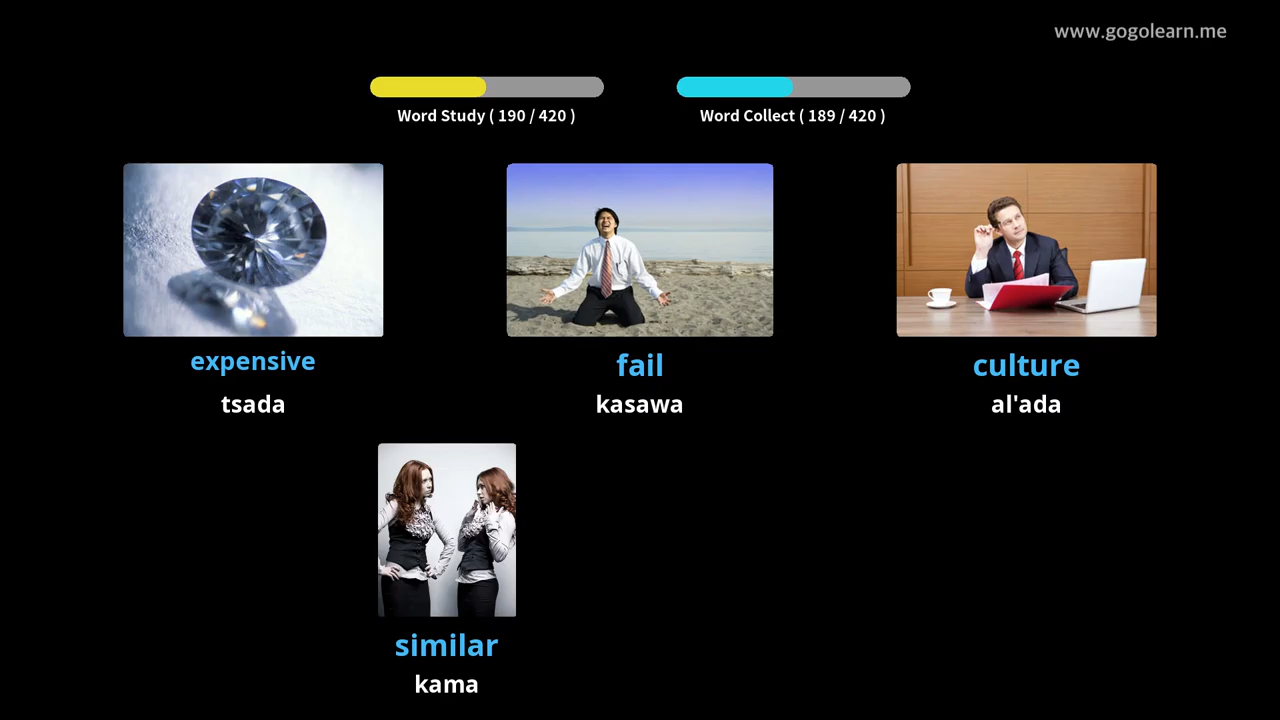 www.gogolearn.me
Word Study ( 190 / 420 )
Word Collect ( 189 / 420 )
expensive
tsada
fail
kasawa
culture
al'ada
similar
kama